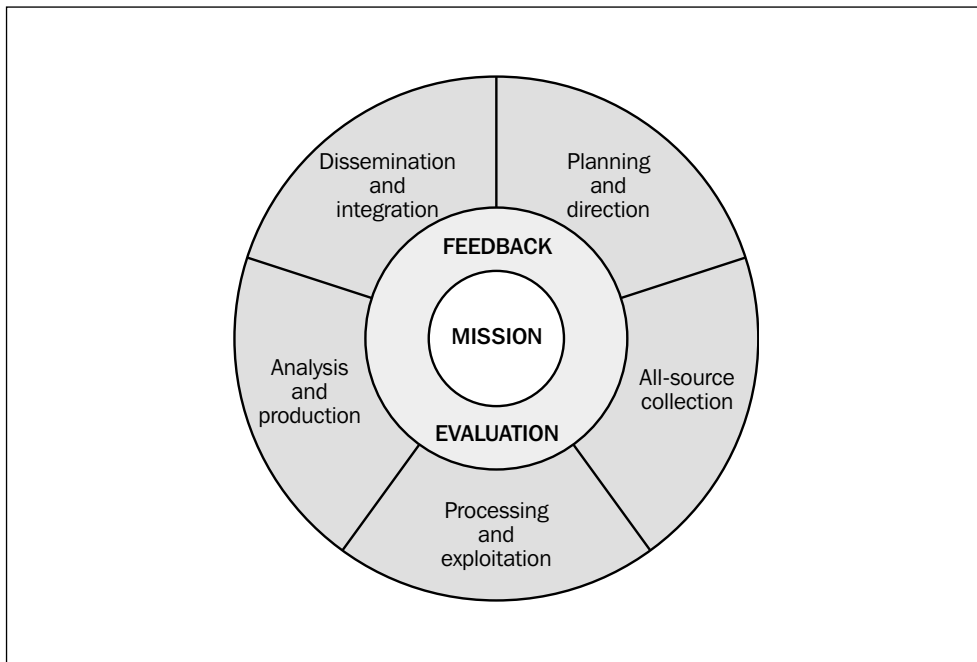 Dissemination
and
integration
Planning
and
direction
FEEDBACK
MISSION
Analysis
and
production
All-source
collection
EVALUATION
Processing
and
exploitation